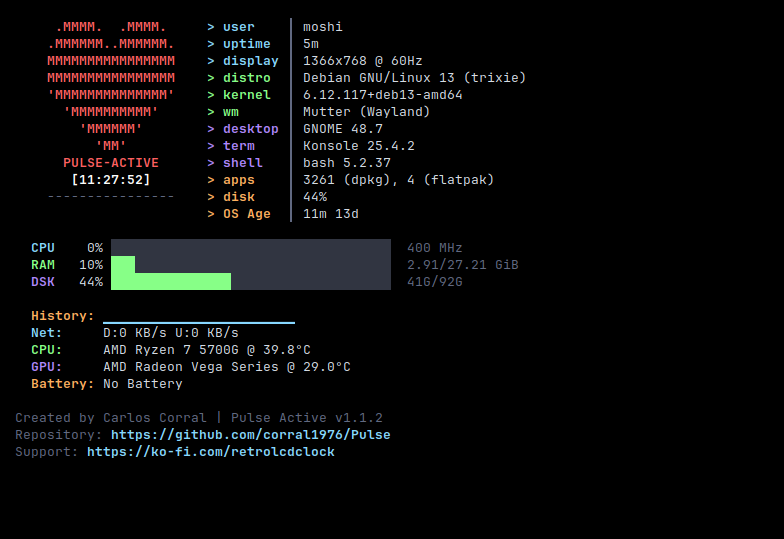 .MMMM.  .MMMM.     > user    │ moshi
.MMMMMM..MMMMMM.    > uptime  │ 5m
MMMMMMMMMMMMMMMM    > display │ 1366x768 @ 60Hz
MMMMMMMMMMMMMMMM    > distro  │ Debian GNU/Linux 13 (trixie)
'MMMMMMMMMMMMMM'    > kernel  │ 6.12.117+deb13-amd64
'MMMMMMMMMM'      > wm      │ Mutter (Wayland)
'MMMMMM'        > desktop │ GNOME 48.7
'MM'          > term    │ Konsole 25.4.2
PULSE-ACTIVE      > shell   │ bash 5.2.37
[11:27:52]       > apps    │ 3261 (dpkg), 4 (flatpak)
----------------    > disk    │ 44%
> OS Age  │ 11m 13d
CPU    0% 400 MHz
RAM   10% 2.91/27.21 GiB
DSK   44% 41G/92G
History: ________________________
Net:     D:0 KB/s U:0 KB/s
CPU:     AMD Ryzen 7 5700G @ 39.8°C
GPU:     AMD Radeon Vega Series @ 29.0°C
Battery: No Battery
Created by Carlos Corral | Pulse Active v1.1.2
Repository: https://github.com/corral1976/Pulse
Support: https://ko-fi.com/retrolcdclock